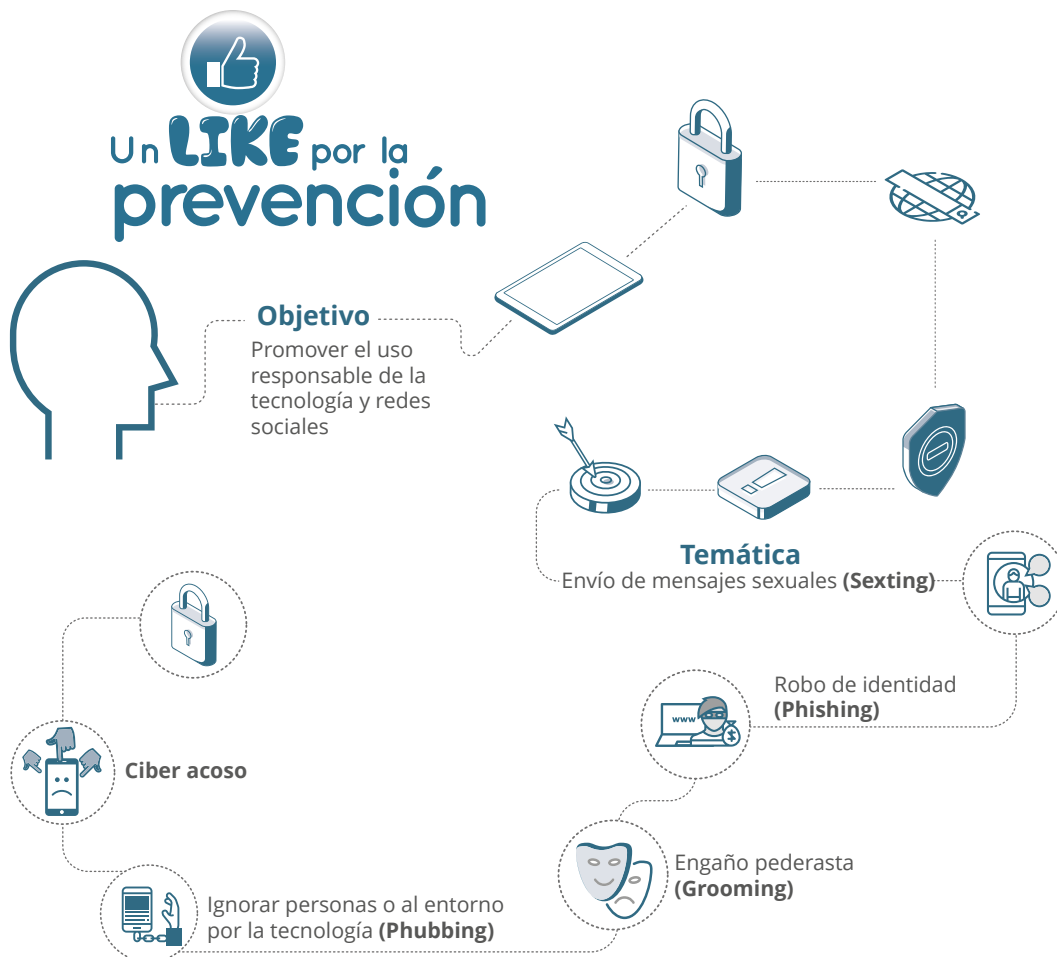 Un LIKE por la
prevención
Objetivo
Promover el uso
responsable de la
tecnología y redes
sociales
Temática
Envío de mensajes sexuales (Sexting)
Robo de identidad
(Phishing)
www
$
Engaño pederasta
(Grooming)
Ignorar personas o al entorno
por la tecnología (Phubbing)
Ciber acoso